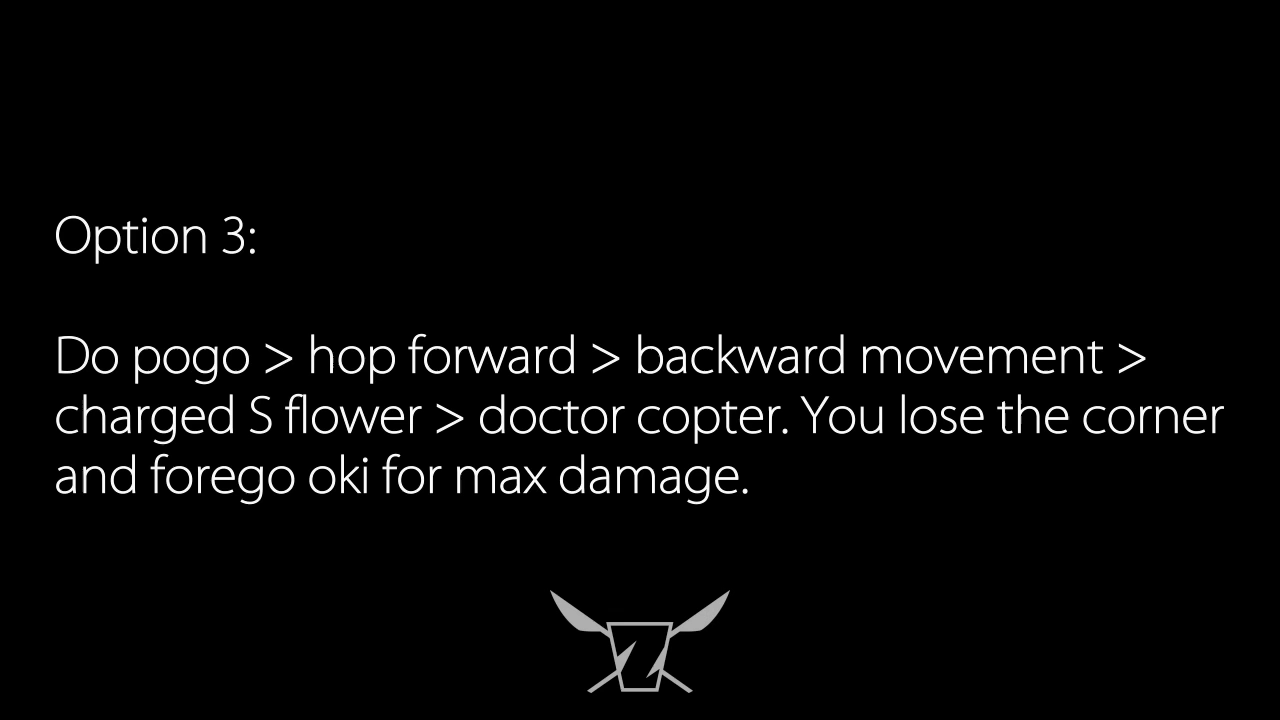 Option 3:
Do pogo > hop forward > backward movement >
charged S flower > doctor copter. You lose the corner
and forego oki for max damage.